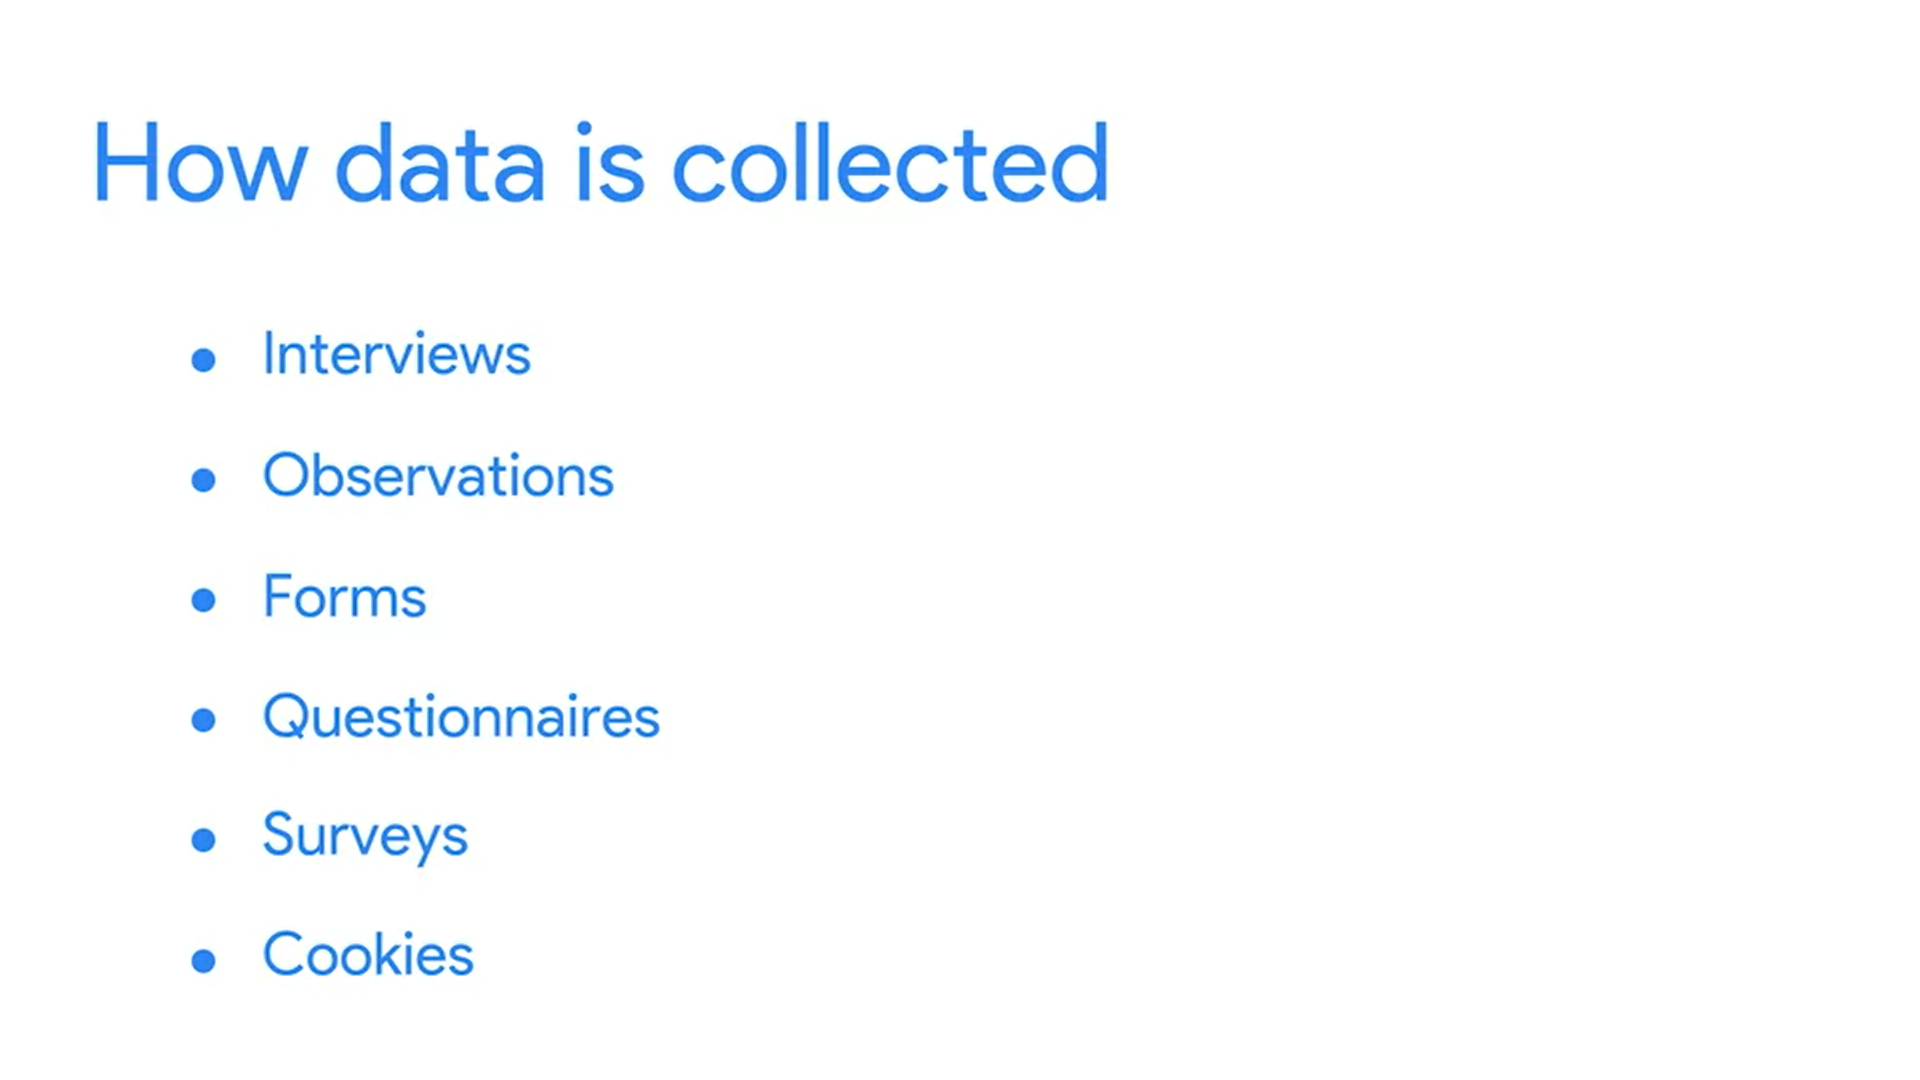 How data is collected
• Interviews
• Observations
• Forms
• Questionnaires
• Surveys
• Cookies